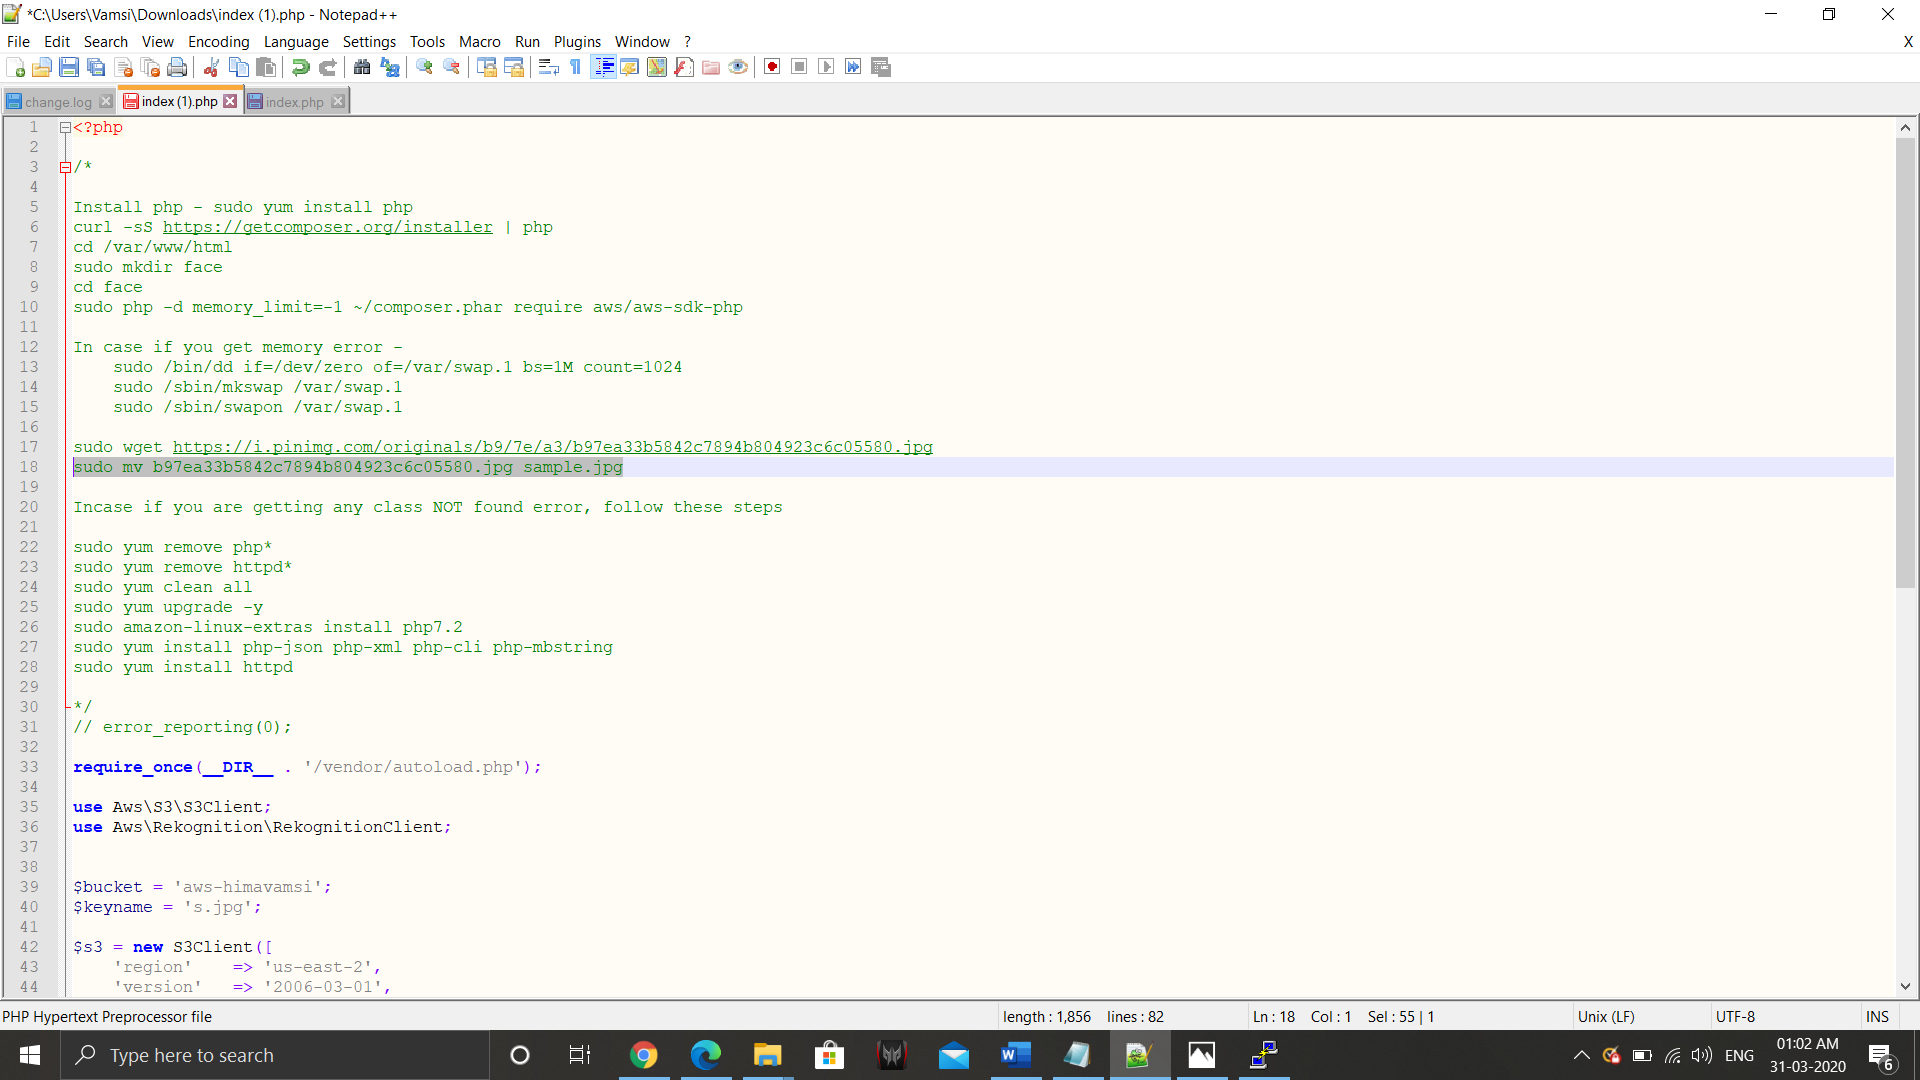 *C:\Users\Vamsi\Downloads\index (1).php - Notepad++
File Edit Search View Encoding Language Settings Tools Macro Run Plugins Window ? X
change.log index (1).php index.php
1 <?php
2
3 /*
4
5 Install php - sudo yum install php
6 curl -sS https://getcomposer.org/installer | php
7 cd /var/www/html
8 sudo mkdir face
9 cd face
10 sudo php -d memory_limit=-1 ~/composer.phar require aws/aws-sdk-php
11
12 In case if you get memory error -
13 sudo /bin/dd if=/dev/zero of=/var/swap.1 bs=1M count=1024
14 sudo /sbin/mkswap /var/swap.1
15 sudo /sbin/swapon /var/swap.1
16
17 sudo wget https://i.pinimg.com/originals/b9/7e/a3/b97ea33b5842c7894b804923c6c05580.jpg
18 sudo mv b97ea33b5842c7894b804923c6c05580.jpg sample.jpg
19
20 Incase if you are getting any class NOT found error, follow these steps
21
22 sudo yum remove php*
23 sudo yum remove httpd*
24 sudo yum clean all
25 sudo yum upgrade -y
26 sudo amazon-linux-extras install php7.2
27 sudo yum install php-json php-xml php-cli php-mbstring
28 sudo yum install httpd
29
30 */
31 // error_reporting(0);
32
33 require_once(__DIR__ . '/vendor/autoload.php');
34
35 use Aws\S3\S3Client;
36 use Aws\Rekognition\RekognitionClient;
37
38
39 $bucket = 'aws-himavamsi';
40 $keyname = 's.jpg';
41
42 $s3 = new S3Client([
43 'region' => 'us-east-2',
44 'version' => '2006-03-01',
PHP Hypertext Preprocessor file length : 1,856 lines : 82 Ln : 18 Col : 1 Sel : 55 | 1 Unix (LF) UTF-8 INS
Type here to search ENG 01:02 AM
31-03-2020 6